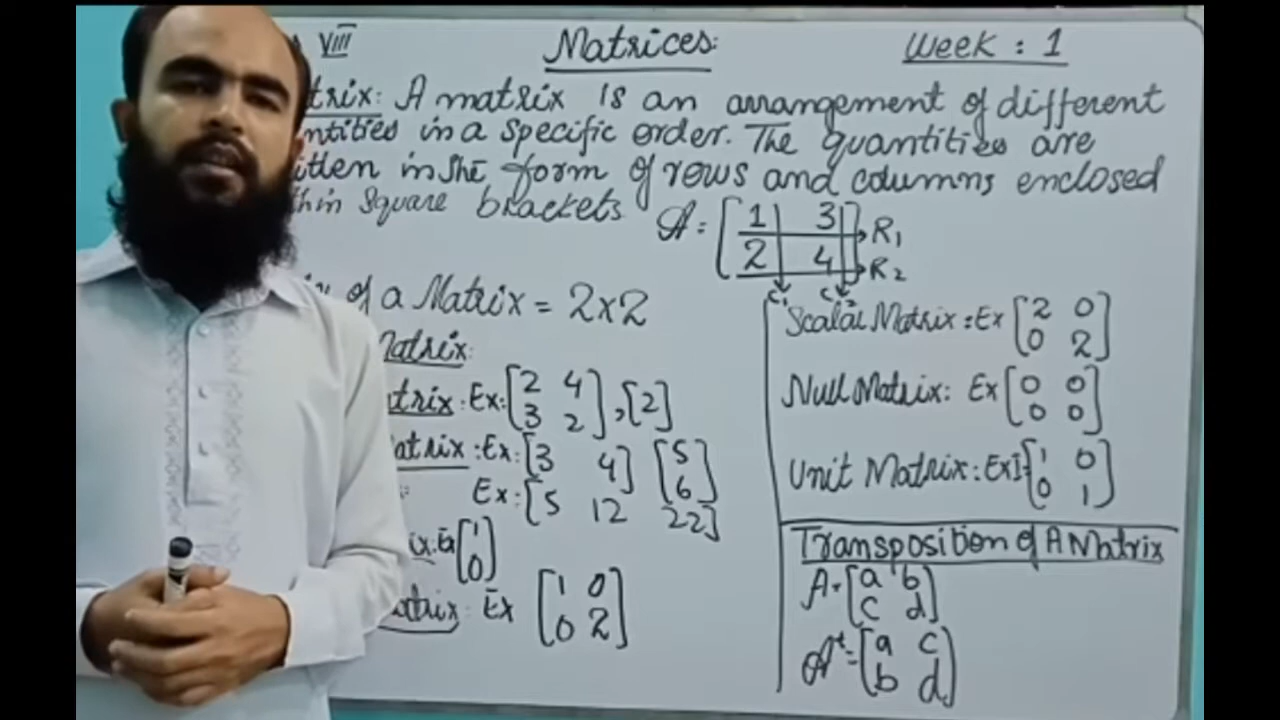 VIII Matrices: Week : 1
trix: A matrix is an arrangement of different
ntities in a specific order. The quantities are
itten in the form of rows and columns enclosed
thin square brackets
A = [1 3] → R1
[2 4] → R2
C1 C2
of a Matrix = 2x2
Matrix:
atrix : Ex: [2 4], [2]
[3 2]
atrix : Ex: [3 4] [5]
[6]
Ex: [5 12 22]
ix: Ex [1]
[0]
atrix : Ex [1 0]
[0 2]
Scalar Matrix : Ex [2 0]
[0 2]
Null Matrix : Ex [0 0]
[0 0]
Unit Matrix : Ex I = [1 0]
[0 1]
Transposition of A Matrix
A = [a b]
[c d]
Aᵗ = [a c]
[b d]